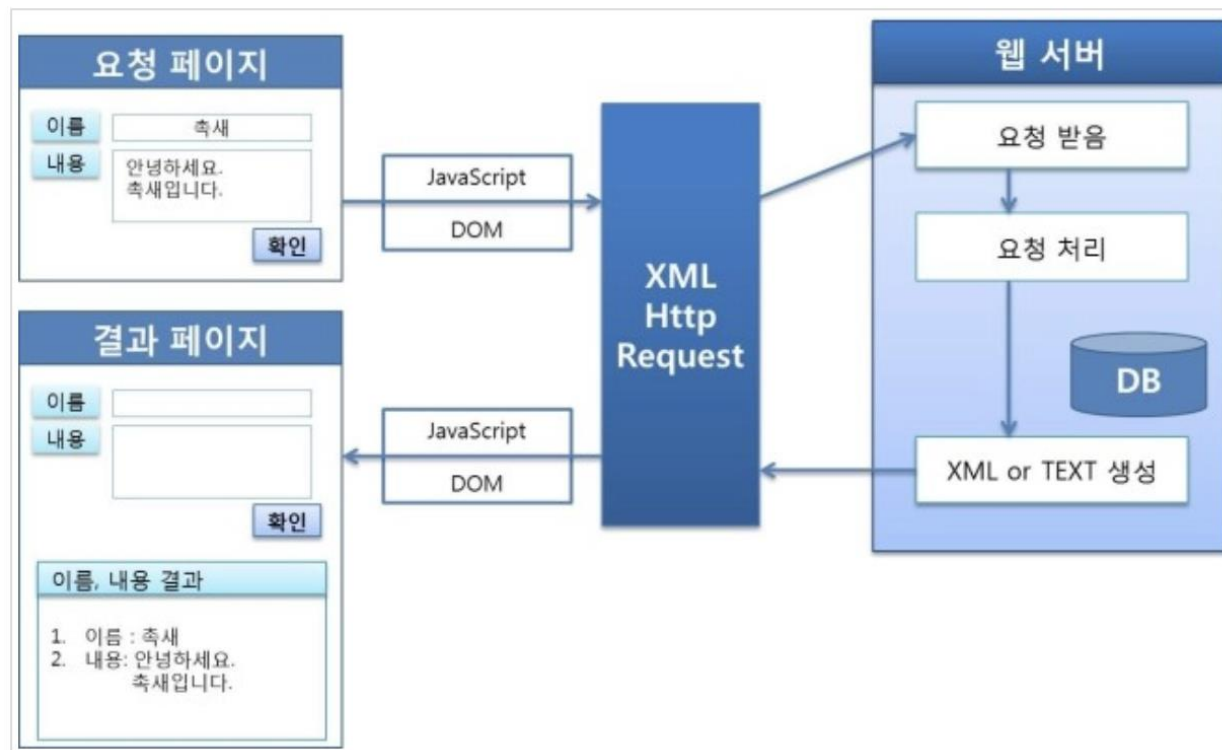 요청 페이지
이름
촉새
내용
안녕하세요.
촉새입니다.
확인
JavaScript
DOM
XML
Http
Request
웹 서버
요청 받음
요청 처리
DB
XML or TEXT 생성
JavaScript
DOM
결과 페이지
이름
내용
확인
이름, 내용 결과
1. 이름 : 촉새
2. 내용: 안녕하세요.
촉새입니다.